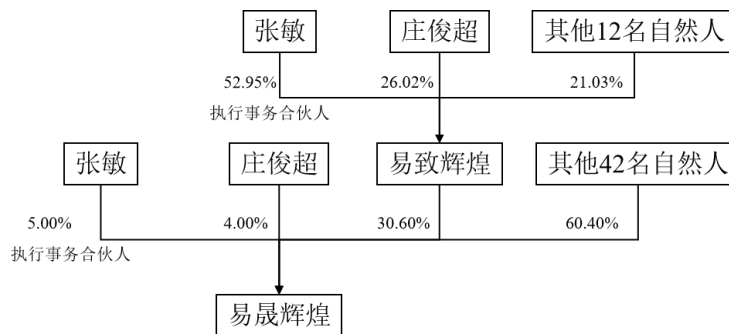 张敏
庄俊超
其他12名自然人
52.95%
26.02%
21.03%
执行事务合伙人
张敏
庄俊超
易致辉煌
其他42名自然人
5.00%
4.00%
30.60%
60.40%
执行事务合伙人
易晟辉煌